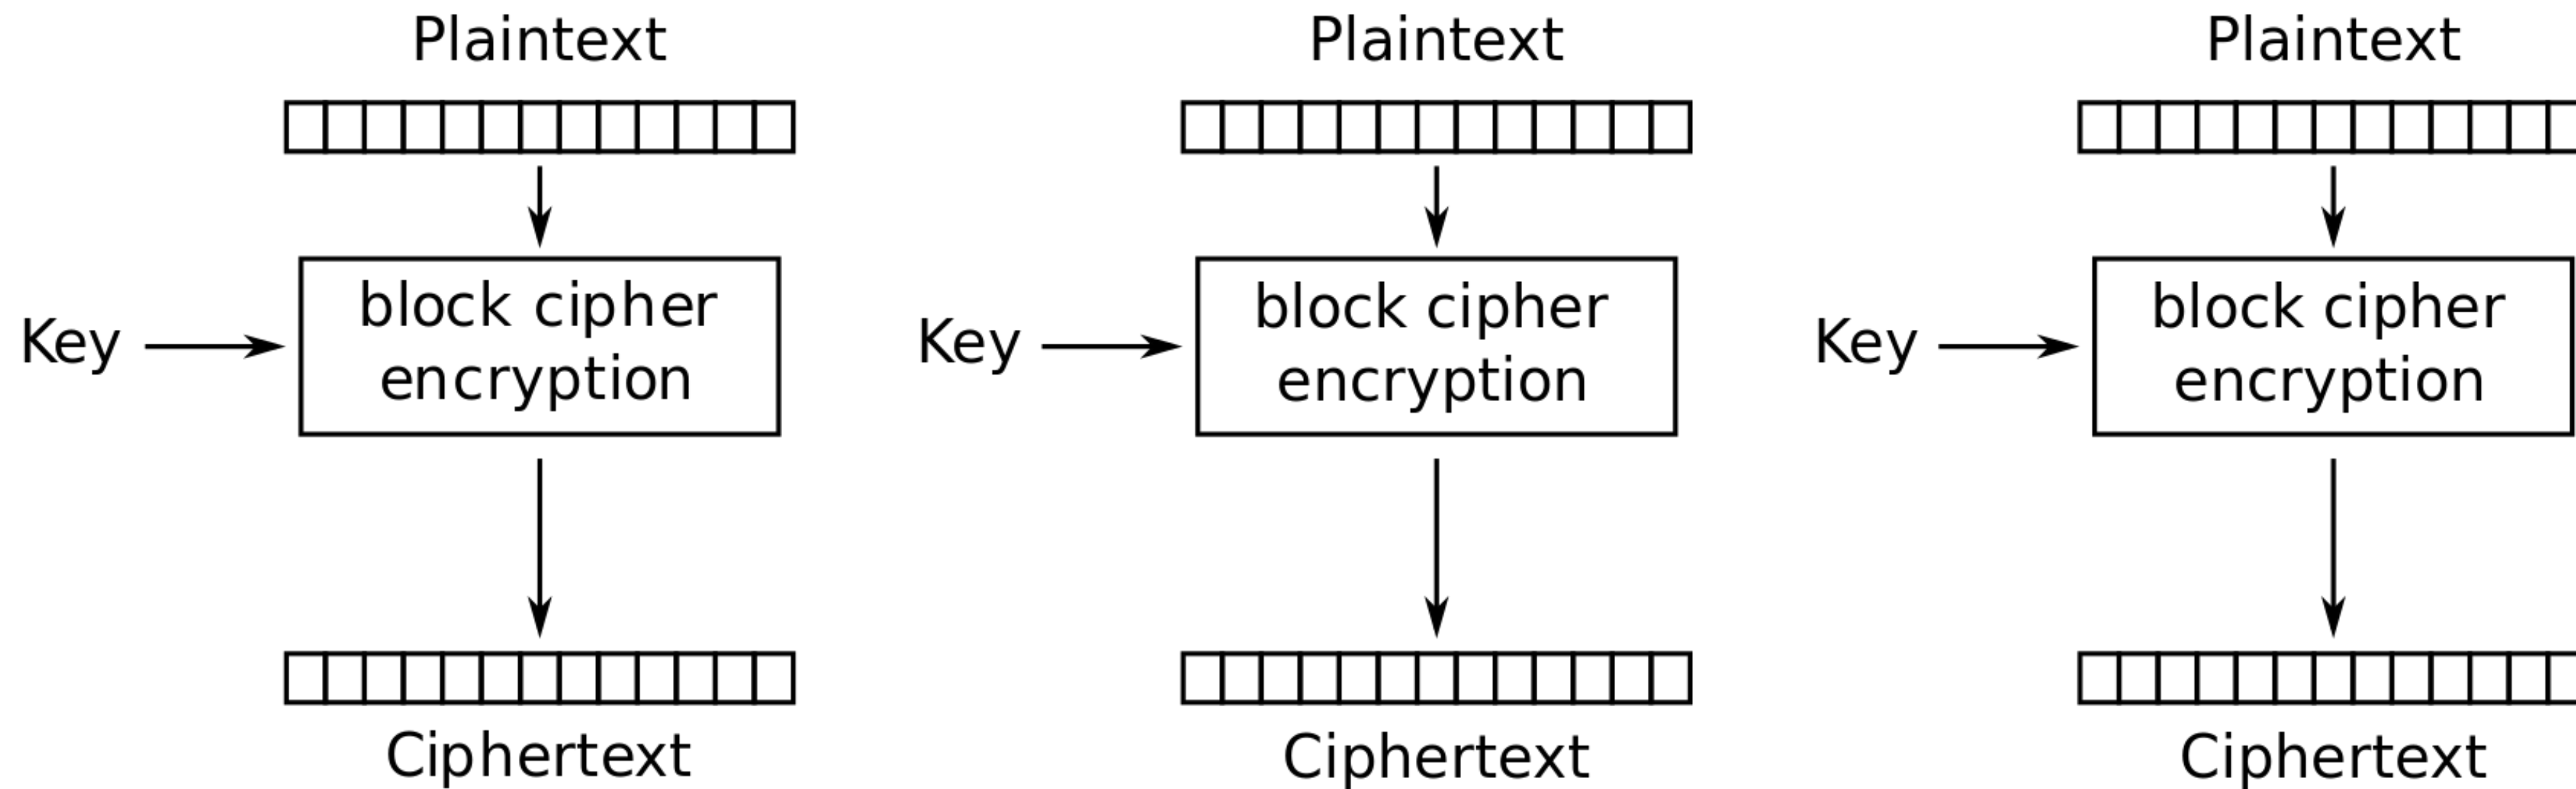 Plaintext
Plaintext
Plaintext
block cipher
encryption
block cipher
encryption
block cipher
encryption
Key
Key
Key
Ciphertext
Ciphertext
Ciphertext